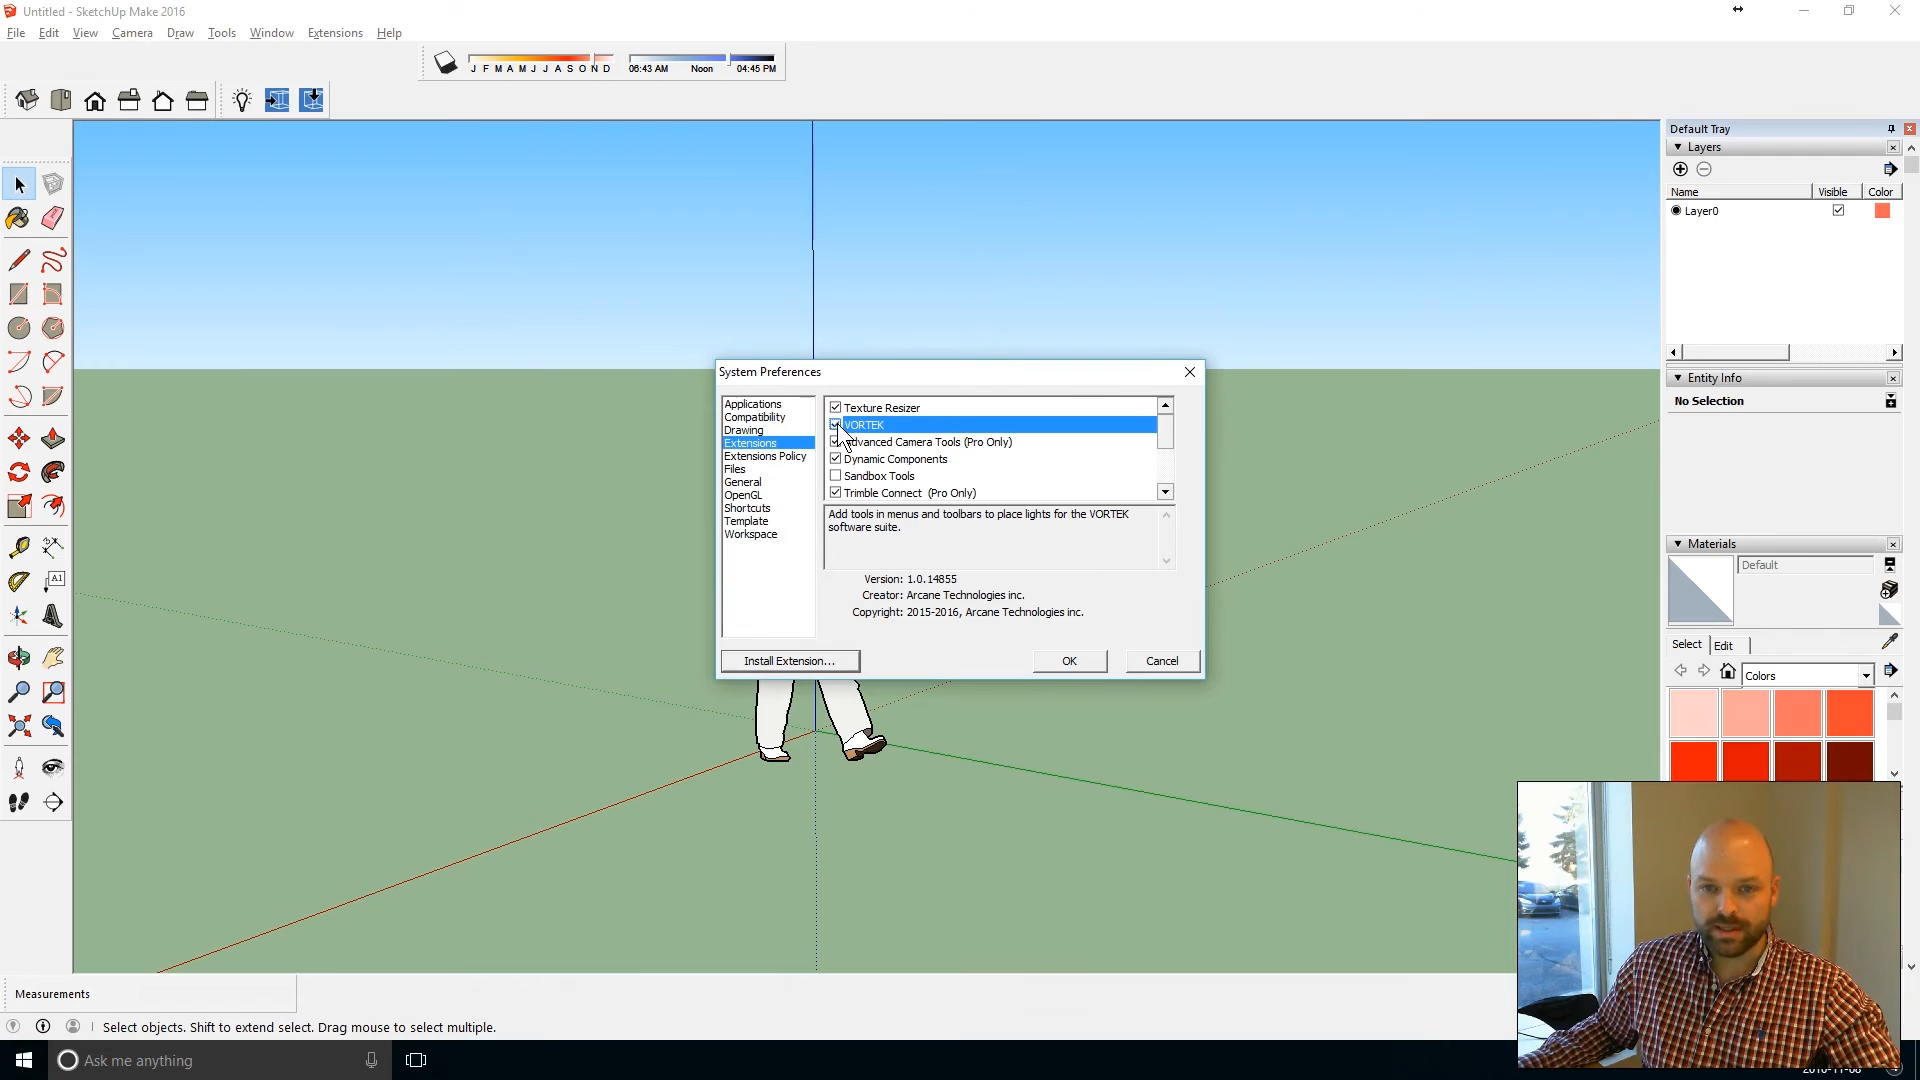 Untitled - SketchUp Make 2016
File Edit View Camera Draw Tools Window Extensions Help
J F M A M J J A S O N D 06:43 AM Noon 04:45 PM
Default Tray
Layers
Name Visible Color
Layer0
Entity Info
No Selection
System Preferences
Applications
Compatibility
Drawing
Extensions
Extensions Policy
Files
General
OpenGL
Shortcuts
Template
Workspace
Texture Resizer
VORTEK
Advanced Camera Tools (Pro Only)
Dynamic Components
Sandbox Tools
Trimble Connect (Pro Only)
Add tools in menus and toolbars to place lights for the VORTEK
software suite.
Version: 1.0.14855
Creator: Arcane Technologies inc.
Copyright: 2015-2016, Arcane Technologies inc.
Install Extension... OK Cancel
Materials
Default
Select Edit
Colors
A1
Measurements
Select objects. Shift to extend select. Drag mouse to select multiple.
Ask me anything